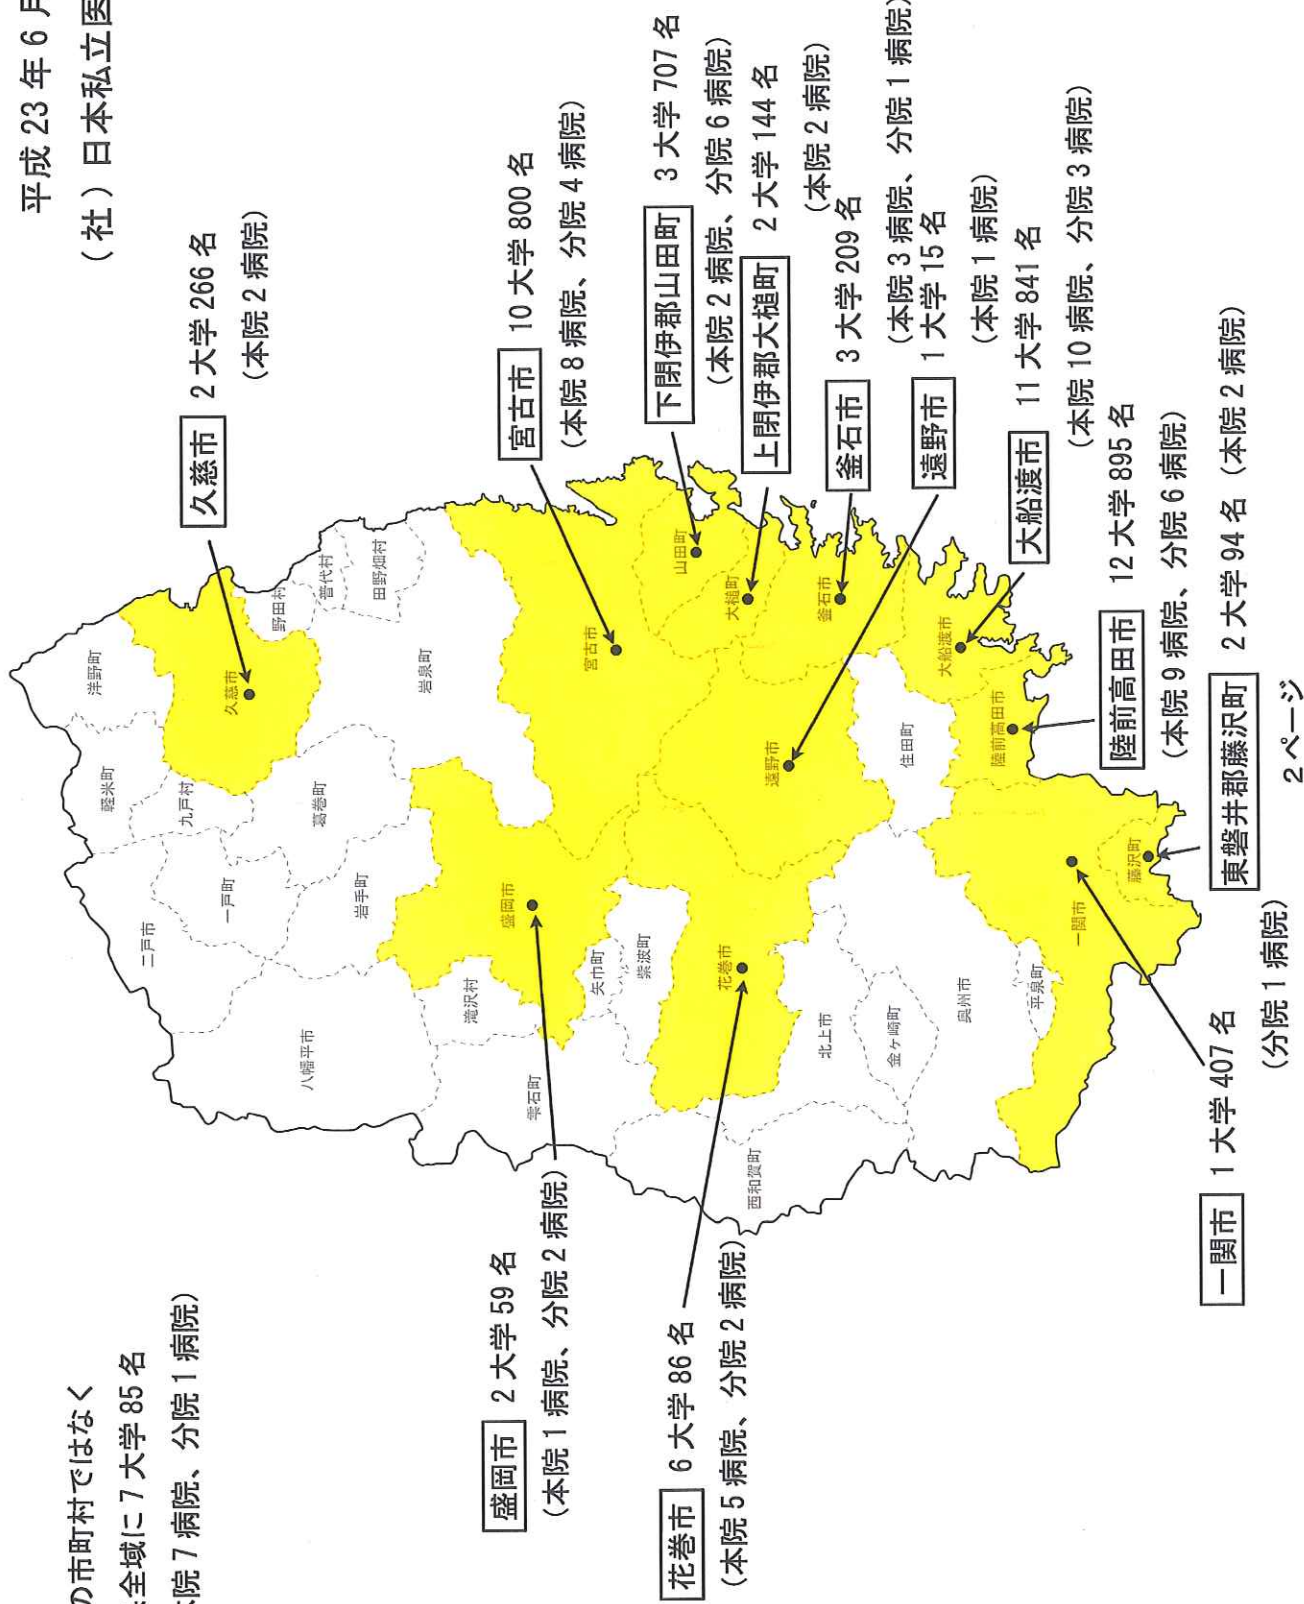 平成 23 年 6 月
（社）日本私立医
の市町村ではなく
全域に 7 大学 85 名
院 7 病院、分院 1 病院）
久慈市 2 大学 266 名
（本院 2 病院）
宮古市 10 大学 800 名
（本院 8 病院、分院 4 病院）
下閉伊郡山田町 3 大学 707 名
（本院 2 病院、分院 6 病院）
上閉伊郡大槌町 2 大学 144 名
（本院 2 病院）
釜石市 3 大学 209 名
（本院 3 病院、分院 1 病院）
遠野市 1 大学 15 名
（本院 1 病院）
大船渡市 11 大学 841 名
（本院 10 病院、分院 3 病院）
陸前高田市 12 大学 895 名
（本院 9 病院、分院 6 病院）
東磐井郡藤沢町 2 大学 94 名（本院 2 病院）
盛岡市 2 大学 59 名
（本院 1 病院、分院 2 病院）
花巻市 6 大学 86 名
（本院 5 病院、分院 2 病院）
一関市 1 大学 407 名
（分院 1 病院）
洋野町
軽米町
二戸市
九戸村
一戸町
久慈市
野田村
普代村
田野畑村
葛巻町
岩手町
八幡平市
岩泉町
滝沢村
盛岡市
雫石町
矢巾町
紫波町
宮古市
山田町
大槌町
花巻市
遠野市
釜石市
西和賀町
北上市
金ヶ崎町
奥州市
住田町
大船渡市
陸前高田市
平泉町
一関市
藤沢町
2 ページ